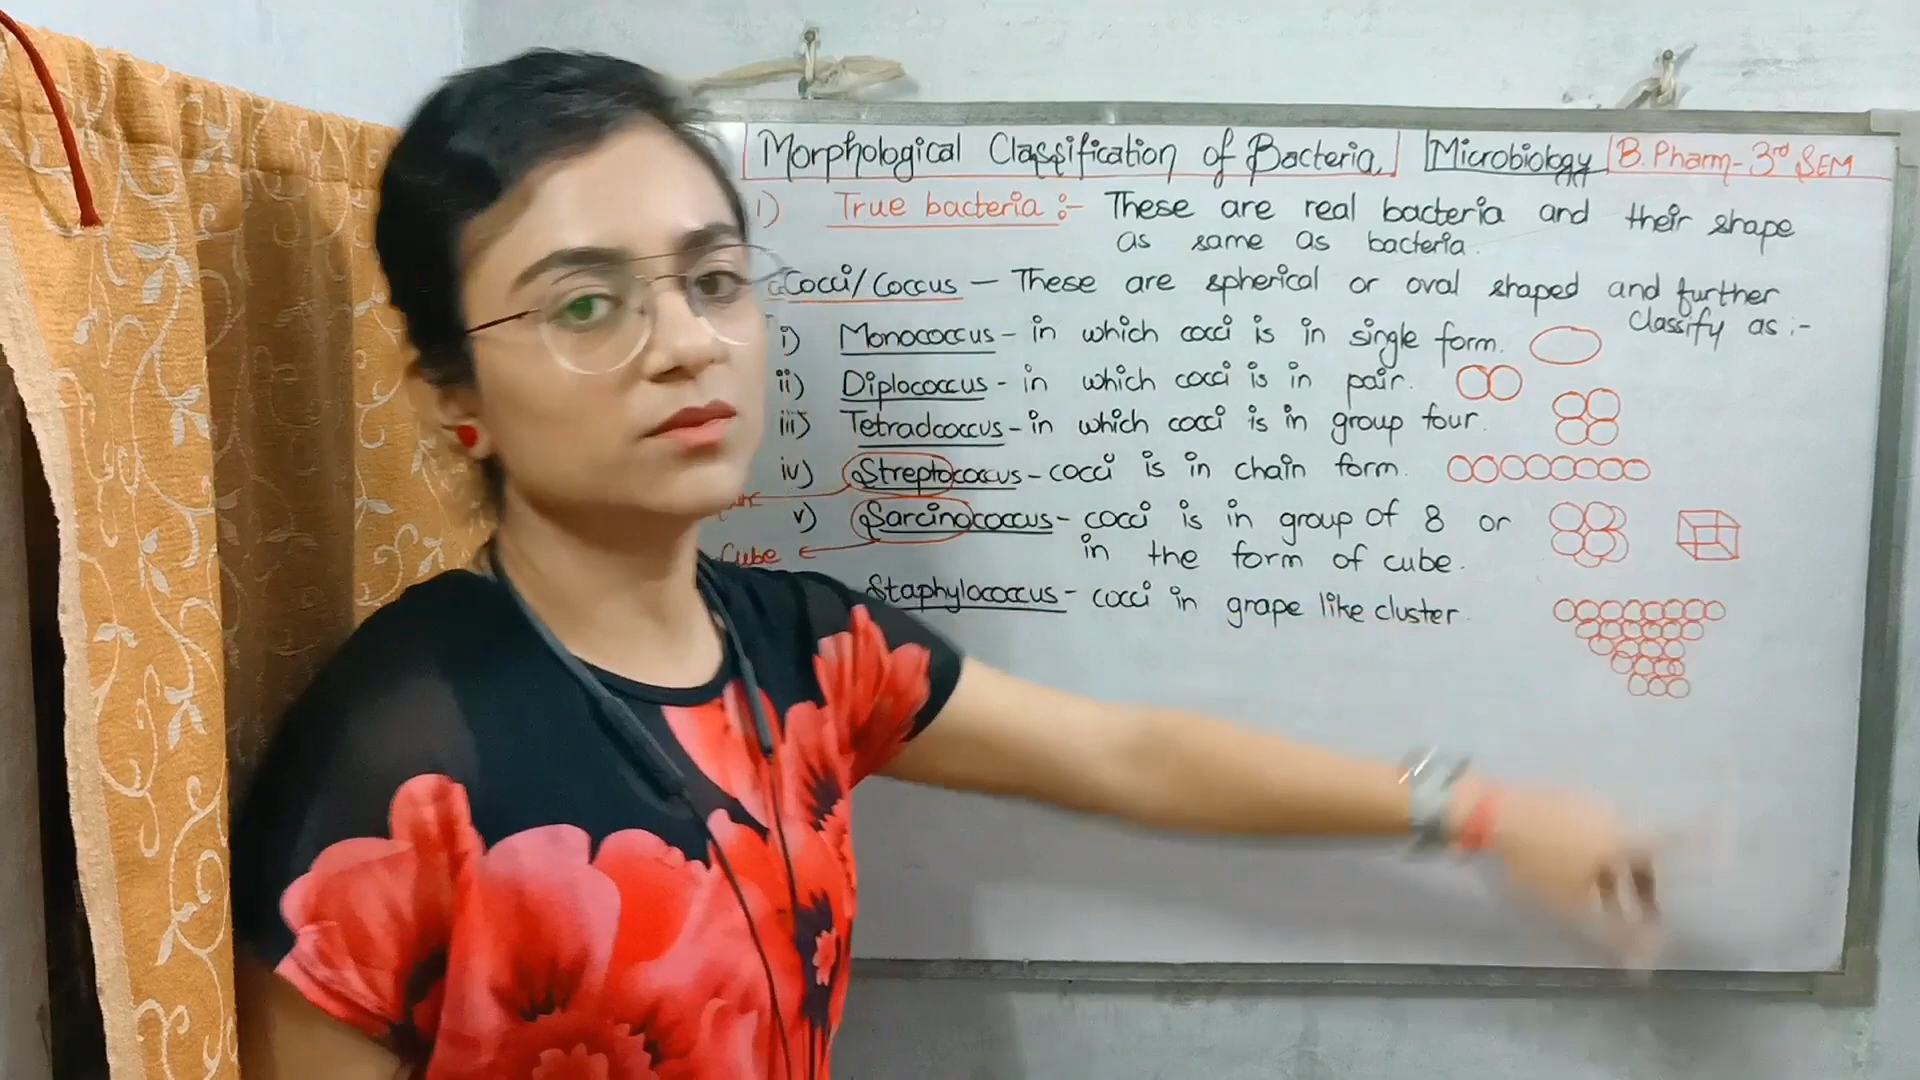 Morphological Classification of Bacteria Microbiology B. Pharm - 3rd SEM
1) True bacteria :- These are real bacteria and their shape
as same as bacteria.
Cocci/Coccus - These are spherical or oval shaped and further
classify as :-
i) Monococcus - in which cocci is in single form.
ii) Diplococcus - in which cocci is in pair.
iii) Tetradcoccus - in which cocci is in group four.
iv) Streptococcus - cocci is in chain form.
v) Sarcinococcus - cocci is in group of 8 or
Cube
in the form of cube.
Staphylococcus - cocci in grape like cluster.